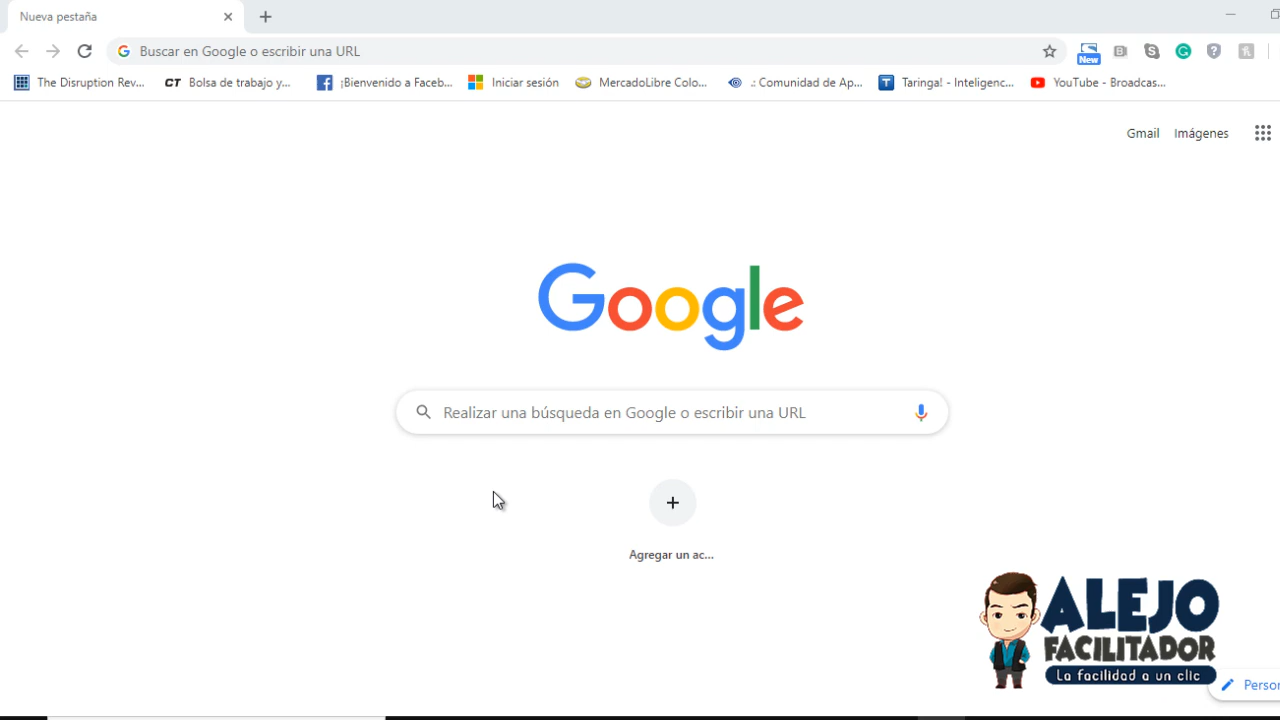 Nueva pestaña
Buscar en Google o escribir una URL
New
The Disruption Rev...
CT Bolsa de trabajo y...
¡Bienvenido a Faceb...
Iniciar sesión
MercadoLibre Colo...
.: Comunidad de Ap...
T Taringa! - Inteligenc...
YouTube - Broadcas...
Gmail
Imágenes
Google
Realizar una búsqueda en Google o escribir una URL
Agregar un ac...
ALEJO
FACILITADOR
La facilidad a un clic
Person